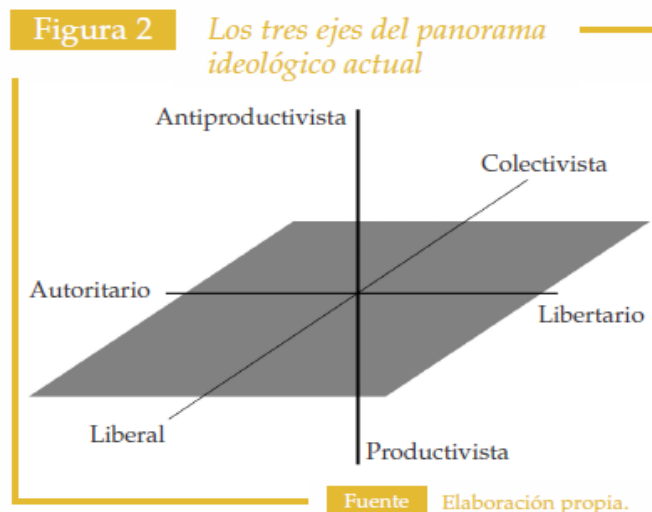 Figura 2
Los tres ejes del panorama
ideológico actual
Antiproductivista
Colectivista
Autoritario
Libertario
Liberal
Productivista
Fuente Elaboración propia.